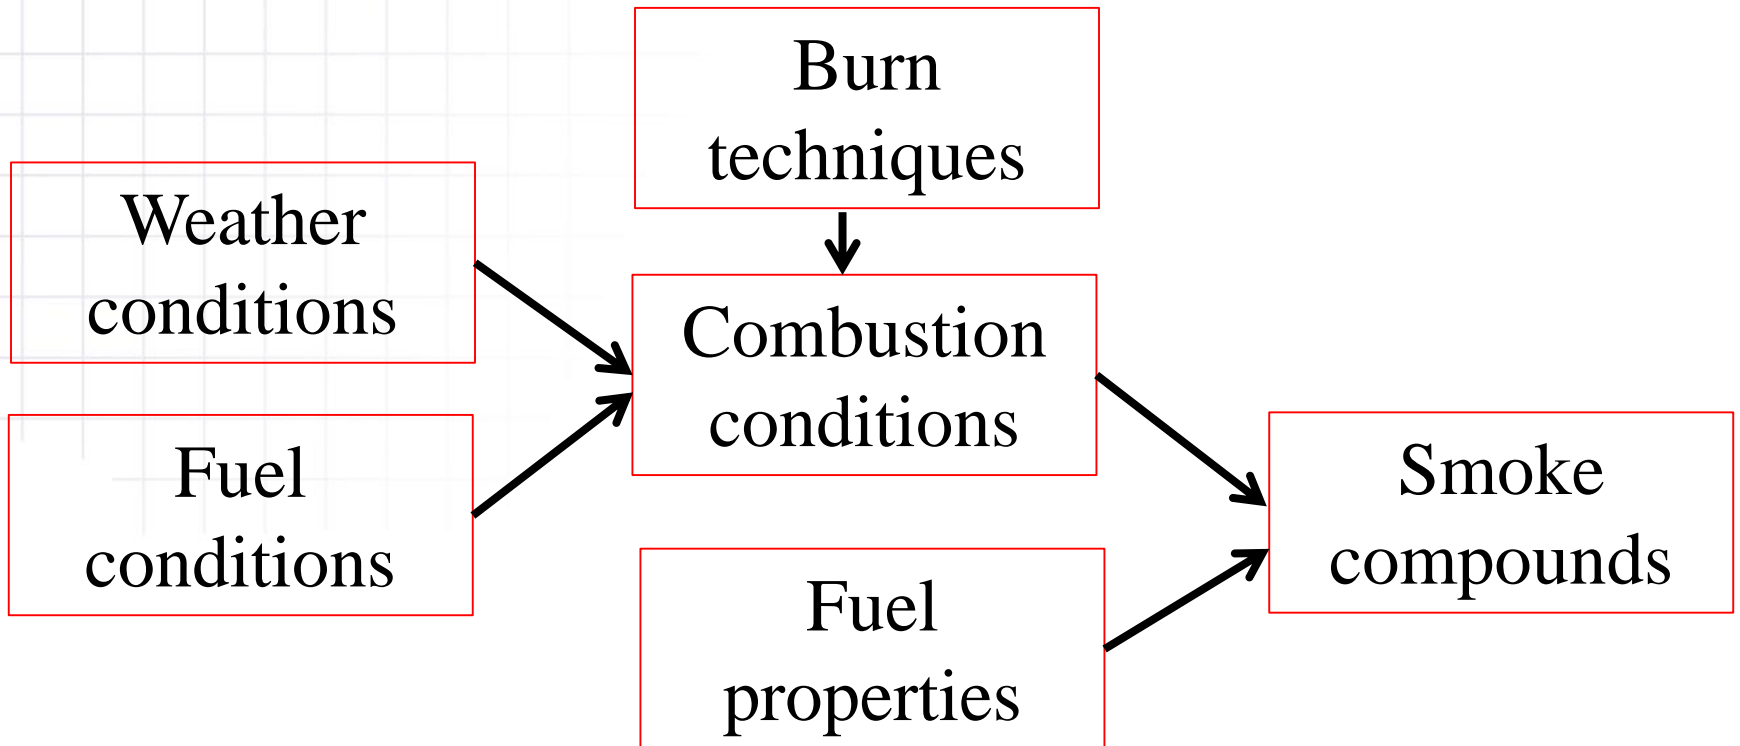 Burn
techniques
Weather
conditions
Combustion
conditions
Fuel
conditions
Smoke
compounds
Fuel
properties